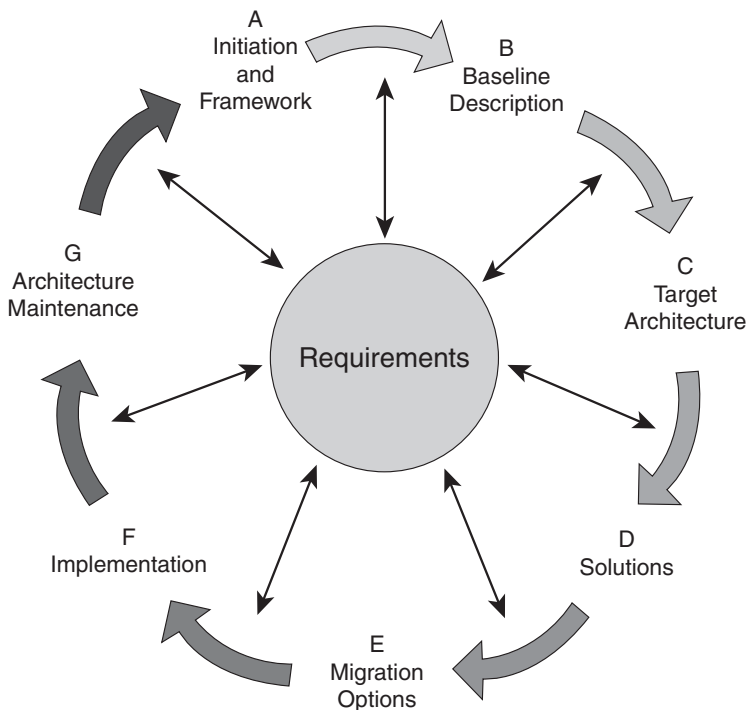 A
Initiation
and
Framework
B
Baseline
Description
C
Target
Architecture
D
Solutions
E
Migration
Options
F
Implementation
G
Architecture
Maintenance
Requirements